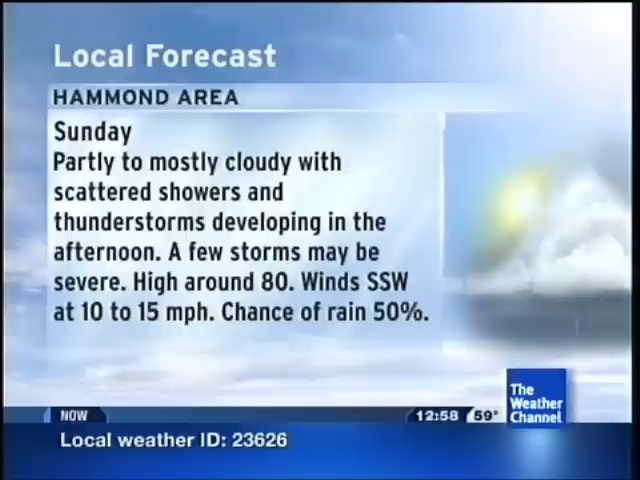 Local Forecast
HAMMOND AREA
Sunday
Partly to mostly cloudy with
scattered showers and
thunderstorms developing in the
afternoon. A few storms may be
severe. High around 80. Winds SSW
at 10 to 15 mph. Chance of rain 50%.
The
Weather
Channel
NOW
12:58 59°
Local weather ID: 23626